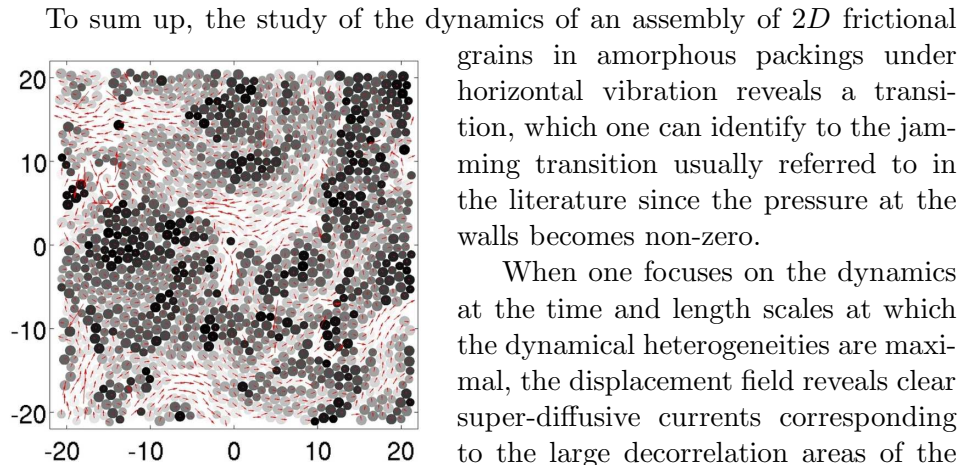 To sum up, the study of the dynamics of an assembly of 2D frictional
grains in amorphous packings under
horizontal vibration reveals a transi-
tion, which one can identify to the jam-
ming transition usually referred to in
the literature since the pressure at the
walls becomes non-zero.
When one focuses on the dynamics
at the time and length scales at which
the dynamical heterogeneities are maxi-
mal, the displacement field reveals clear
super-diffusive currents corresponding
to the large decorrelation areas of the
20
10
0
-10
-20
-20 -10 0 10 20